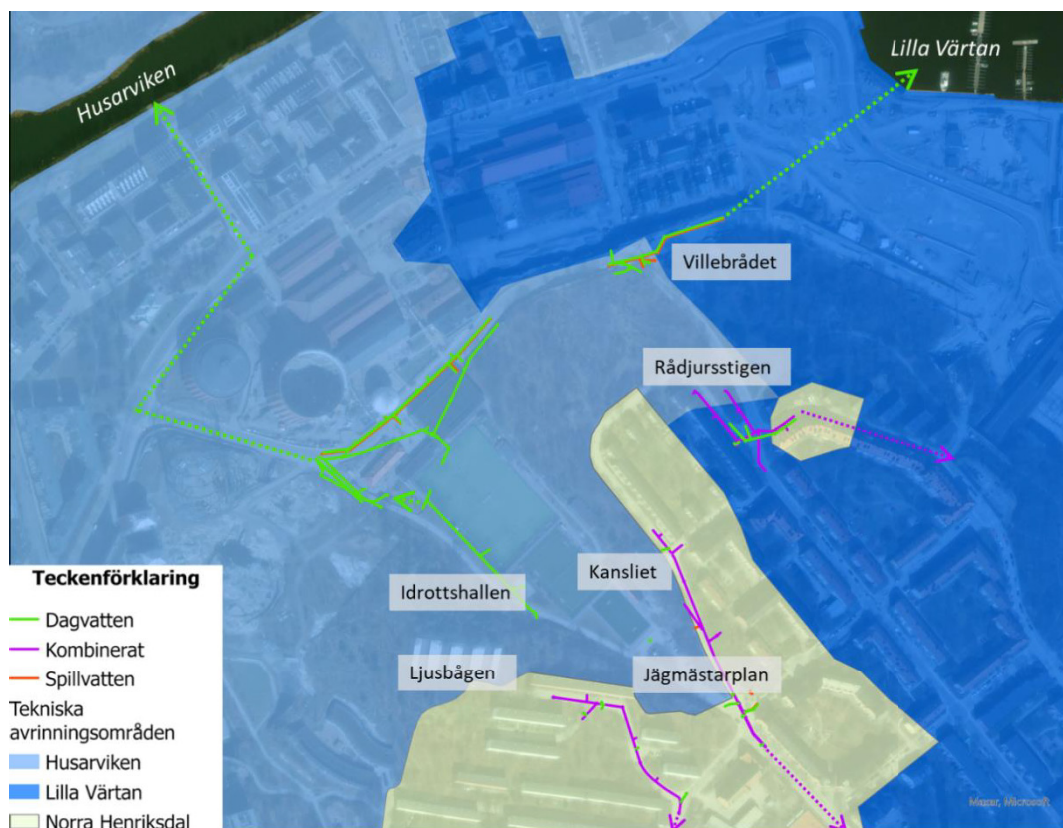 Husarviken
Lilla Värtan
Villebrådet
Rådjursstigen
Kansliet
Idrottshallen
Ljusbågen
Jägmästarplan
Teckenförklaring
Dagvatten
Kombinerat
Spillvatten
Tekniska
avrinningsområden
Husarviken
Lilla Värtan
Norra Henriksdal
Maxar, Microsoft